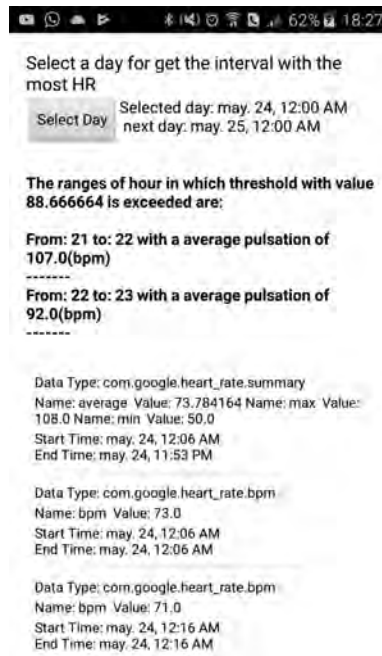 62% 18:27
Select a day for get the interval with the
most HR
Select Day
Selected day: may. 24, 12:00 AM
next day: may. 25, 12:00 AM
The ranges of hour in which threshold with value
88.666664 is exceeded are:
From: 21 to: 22 with a average pulsation of
107.0(bpm)
-------
From: 22 to: 23 with a average pulsation of
92.0(bpm)
-------
Data Type: com.google.heart_rate.summary
Name: average Value: 73.784164 Name: max Value:
108.0 Name: min Value: 50.0
Start Time: may. 24, 12:06 AM
End Time: may. 24, 11:53 PM
Data Type: com.google.heart_rate.bpm
Name: bpm Value: 73.0
Start Time: may. 24, 12:06 AM
End Time: may. 24, 12:06 AM
Data Type: com.google.heart_rate.bpm
Name: bpm Value: 71.0
Start Time: may. 24, 12:16 AM
End Time: may. 24, 12:16 AM